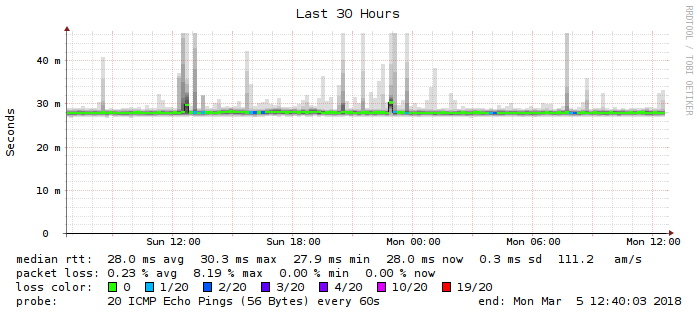 Last 30 Hours
RRDTOOL / TOBI OETIKER
Seconds
40 m
30 m
20 m
10 m
0
Sun 12:00 Sun 18:00 Mon 00:00 Mon 06:00 Mon 12:00
median rtt: 28.0 ms avg 30.3 ms max 27.9 ms min 28.0 ms now 0.3 ms sd 111.2 am/s
packet loss: 0.23 % avg 8.19 % max 0.00 % min 0.00 % now
loss color: 0 1/20 2/20 3/20 4/20 10/20 19/20
probe: 20 ICMP Echo Pings (56 Bytes) every 60s end: Mon Mar 5 12:40:03 2018